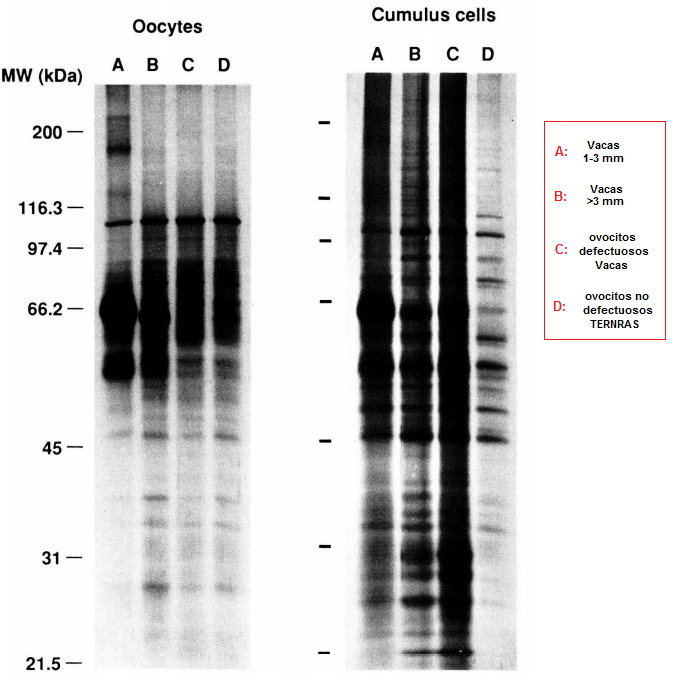 Oocytes
Cumulus cells
A B C D
A B C D
MW (kDa)
200
116.3
97.4
66.2
45
31
21.5
A: Vacas
1-3 mm
B: Vacas
>3 mm
C: ovocitos
defectuosos
Vacas
D: ovocitos no
defectuosos
TERNRAS